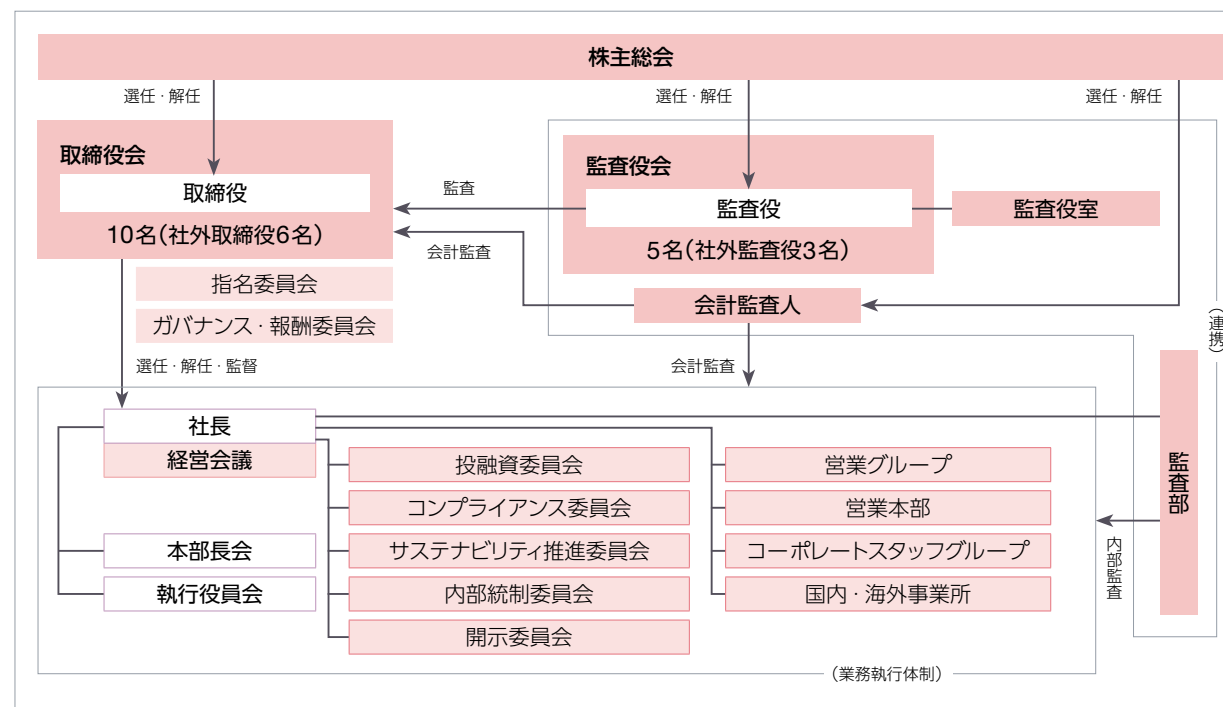 株主総会
選任・解任
選任・解任
選任・解任
取締役会
取締役
10名（社外取締役6名）
指名委員会
ガバナンス・報酬委員会
監査
会計監査
監査役会
監査役
5名（社外監査役3名）
監査役室
会計監査人
（連携）
選任・解任・監督
会計監査
社長
経営会議
本部長会
執行役員会
投融資委員会
コンプライアンス委員会
サステナビリティ推進委員会
内部統制委員会
開示委員会
営業グループ
営業本部
コーポレートスタッフグループ
国内・海外事業所
監査部
内部監査
（業務執行体制）